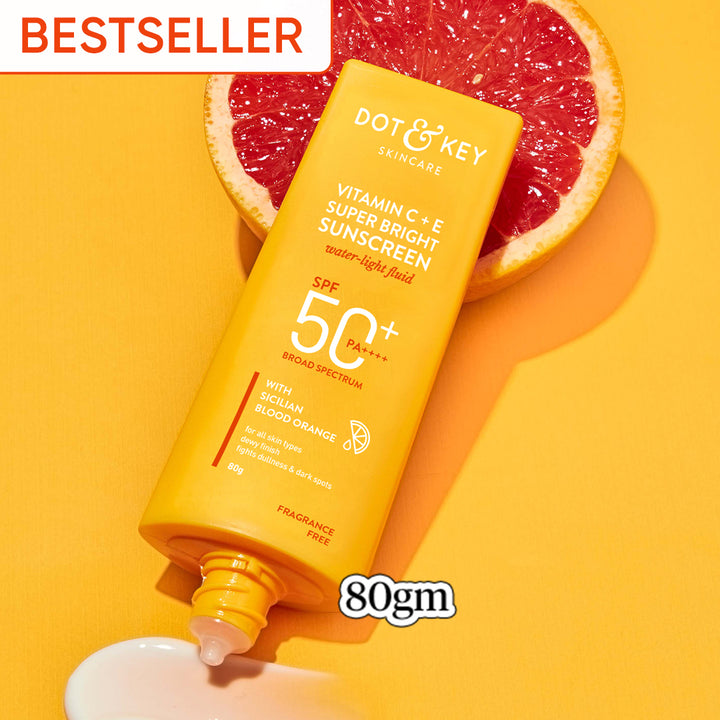 BESTSELLER
DOT & KEY
SKINCARE
VITAMIN C + E
SUPER BRIGHT
SUNSCREEN
water-light fluid
SPF
50+
PA++++
BROAD SPECTRUM
WITH
SICILIAN
BLOOD ORANGE
for all skin types
dewy finish
fights dullness & dark spots
80g
FRAGRANCE
FREE
80gm